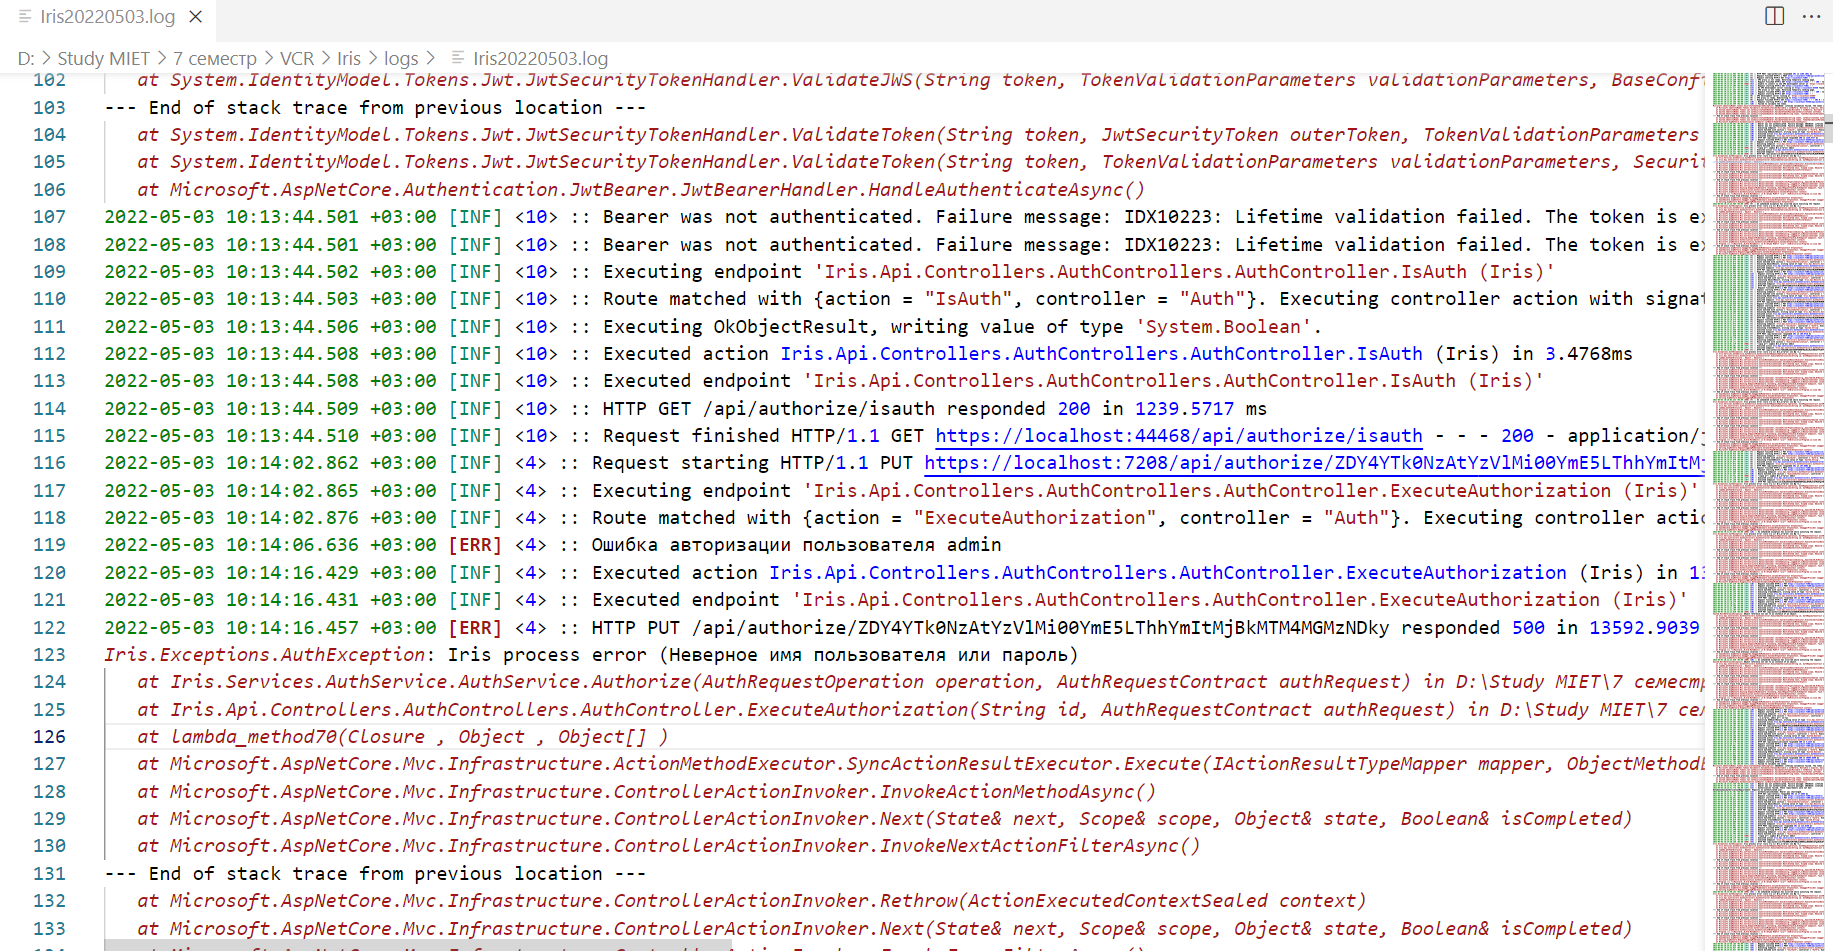 Iris20220503.log
D: > Study MIET > 7 семестр > VCR > Iris > logs > Iris20220503.log
102 at System.IdentityModel.Tokens.Jwt.JwtSecurityTokenHandler.ValidateJWS(String token, TokenValidationParameters validationParameters,
103 --- End of stack trace from previous location ---
104 at System.IdentityModel.Tokens.Jwt.JwtSecurityTokenHandler.ValidateToken(String token, JwtSecurityToken outerToken, TokenValidationParameters
105 at System.IdentityModel.Tokens.Jwt.JwtSecurityTokenHandler.ValidateToken(String token, TokenValidationParameters validationParameters,
106 at Microsoft.AspNetCore.Authentication.JwtBearer.JwtBearerHandler.HandleAuthenticateAsync()
107 2022-05-03 10:13:44.501 +03:00 [INF] <10> :: Bearer was not authenticated. Failure message: IDX10223: Lifetime validation failed. The token is
108 2022-05-03 10:13:44.501 +03:00 [INF] <10> :: Bearer was not authenticated. Failure message: IDX10223: Lifetime validation failed. The token is
109 2022-05-03 10:13:44.502 +03:00 [INF] <10> :: Executing endpoint 'Iris.Api.Controllers.AuthControllers.AuthController.IsAuth (Iris)'
110 2022-05-03 10:13:44.503 +03:00 [INF] <10> :: Route matched with {action = "IsAuth", controller = "Auth"}. Executing controller action with
111 2022-05-03 10:13:44.506 +03:00 [INF] <10> :: Executing OkObjectResult, writing value of type 'System.Boolean'.
112 2022-05-03 10:13:44.508 +03:00 [INF] <10> :: Executed action Iris.Api.Controllers.AuthControllers.AuthController.IsAuth (Iris) in 3.4768ms
113 2022-05-03 10:13:44.508 +03:00 [INF] <10> :: Executed endpoint 'Iris.Api.Controllers.AuthControllers.AuthController.IsAuth (Iris)'
114 2022-05-03 10:13:44.509 +03:00 [INF] <10> :: HTTP GET /api/authorize/isauth responded 200 in 1239.5717 ms
115 2022-05-03 10:13:44.510 +03:00 [INF] <10> :: Request finished HTTP/1.1 GET https://localhost:44468/api/authorize/isauth - - - 200 - application/
116 2022-05-03 10:14:02.862 +03:00 [INF] <4> :: Request starting HTTP/1.1 PUT https://localhost:7208/api/authorize/ZDY4YTk0NzAtYzVlMi00YmE5LThhYmItM
117 2022-05-03 10:14:02.865 +03:00 [INF] <4> :: Executing endpoint 'Iris.Api.Controllers.AuthControllers.AuthController.ExecuteAuthorization (Iris)'
118 2022-05-03 10:14:02.876 +03:00 [INF] <4> :: Route matched with {action = "ExecuteAuthorization", controller = "Auth"}. Executing controller
119 2022-05-03 10:14:06.636 +03:00 [ERR] <4> :: Ошибка авторизации пользователя admin
120 2022-05-03 10:14:16.429 +03:00 [INF] <4> :: Executed action Iris.Api.Controllers.AuthControllers.AuthController.ExecuteAuthorization (Iris) in
121 2022-05-03 10:14:16.431 +03:00 [INF] <4> :: Executed endpoint 'Iris.Api.Controllers.AuthControllers.AuthController.ExecuteAuthorization (Iris)'
122 2022-05-03 10:14:16.457 +03:00 [ERR] <4> :: HTTP PUT /api/authorize/ZDY4YTk0NzAtYzVlMi00YmE5LThhYmItMjBkMTM4MGMzNDky responded 500 in 13592.9039
123 Iris.Exceptions.AuthException: Iris process error (Неверное имя пользователя или пароль)
124 at Iris.Services.AuthService.AuthService.Authorize(AuthRequestOperation operation, AuthRequestContract authRequest) in D:\Study MIET\7 семестр
125 at Iris.Api.Controllers.AuthControllers.AuthController.ExecuteAuthorization(String id, AuthRequestContract authRequest) in D:\Study MIET\7 сем
126 at lambda_method70(Closure , Object , Object[] )
127 at Microsoft.AspNetCore.Mvc.Infrastructure.ActionMethodExecutor.SyncActionResultExecutor.Execute(IActionResultTypeMapper mapper, ObjectMethod
128 at Microsoft.AspNetCore.Mvc.Infrastructure.ControllerActionInvoker.InvokeActionMethodAsync()
129 at Microsoft.AspNetCore.Mvc.Infrastructure.ControllerActionInvoker.Next(State& next, Scope& scope, Object& state, Boolean& isCompleted)
130 at Microsoft.AspNetCore.Mvc.Infrastructure.ControllerActionInvoker.InvokeNextActionFilterAsync()
131 --- End of stack trace from previous location ---
132 at Microsoft.AspNetCore.Mvc.Infrastructure.ControllerActionInvoker.Rethrow(ActionExecutedContextSealed context)
133 at Microsoft.AspNetCore.Mvc.Infrastructure.ControllerActionInvoker.Next(State& next, Scope& scope, Object& state, Boolean& isCompleted)